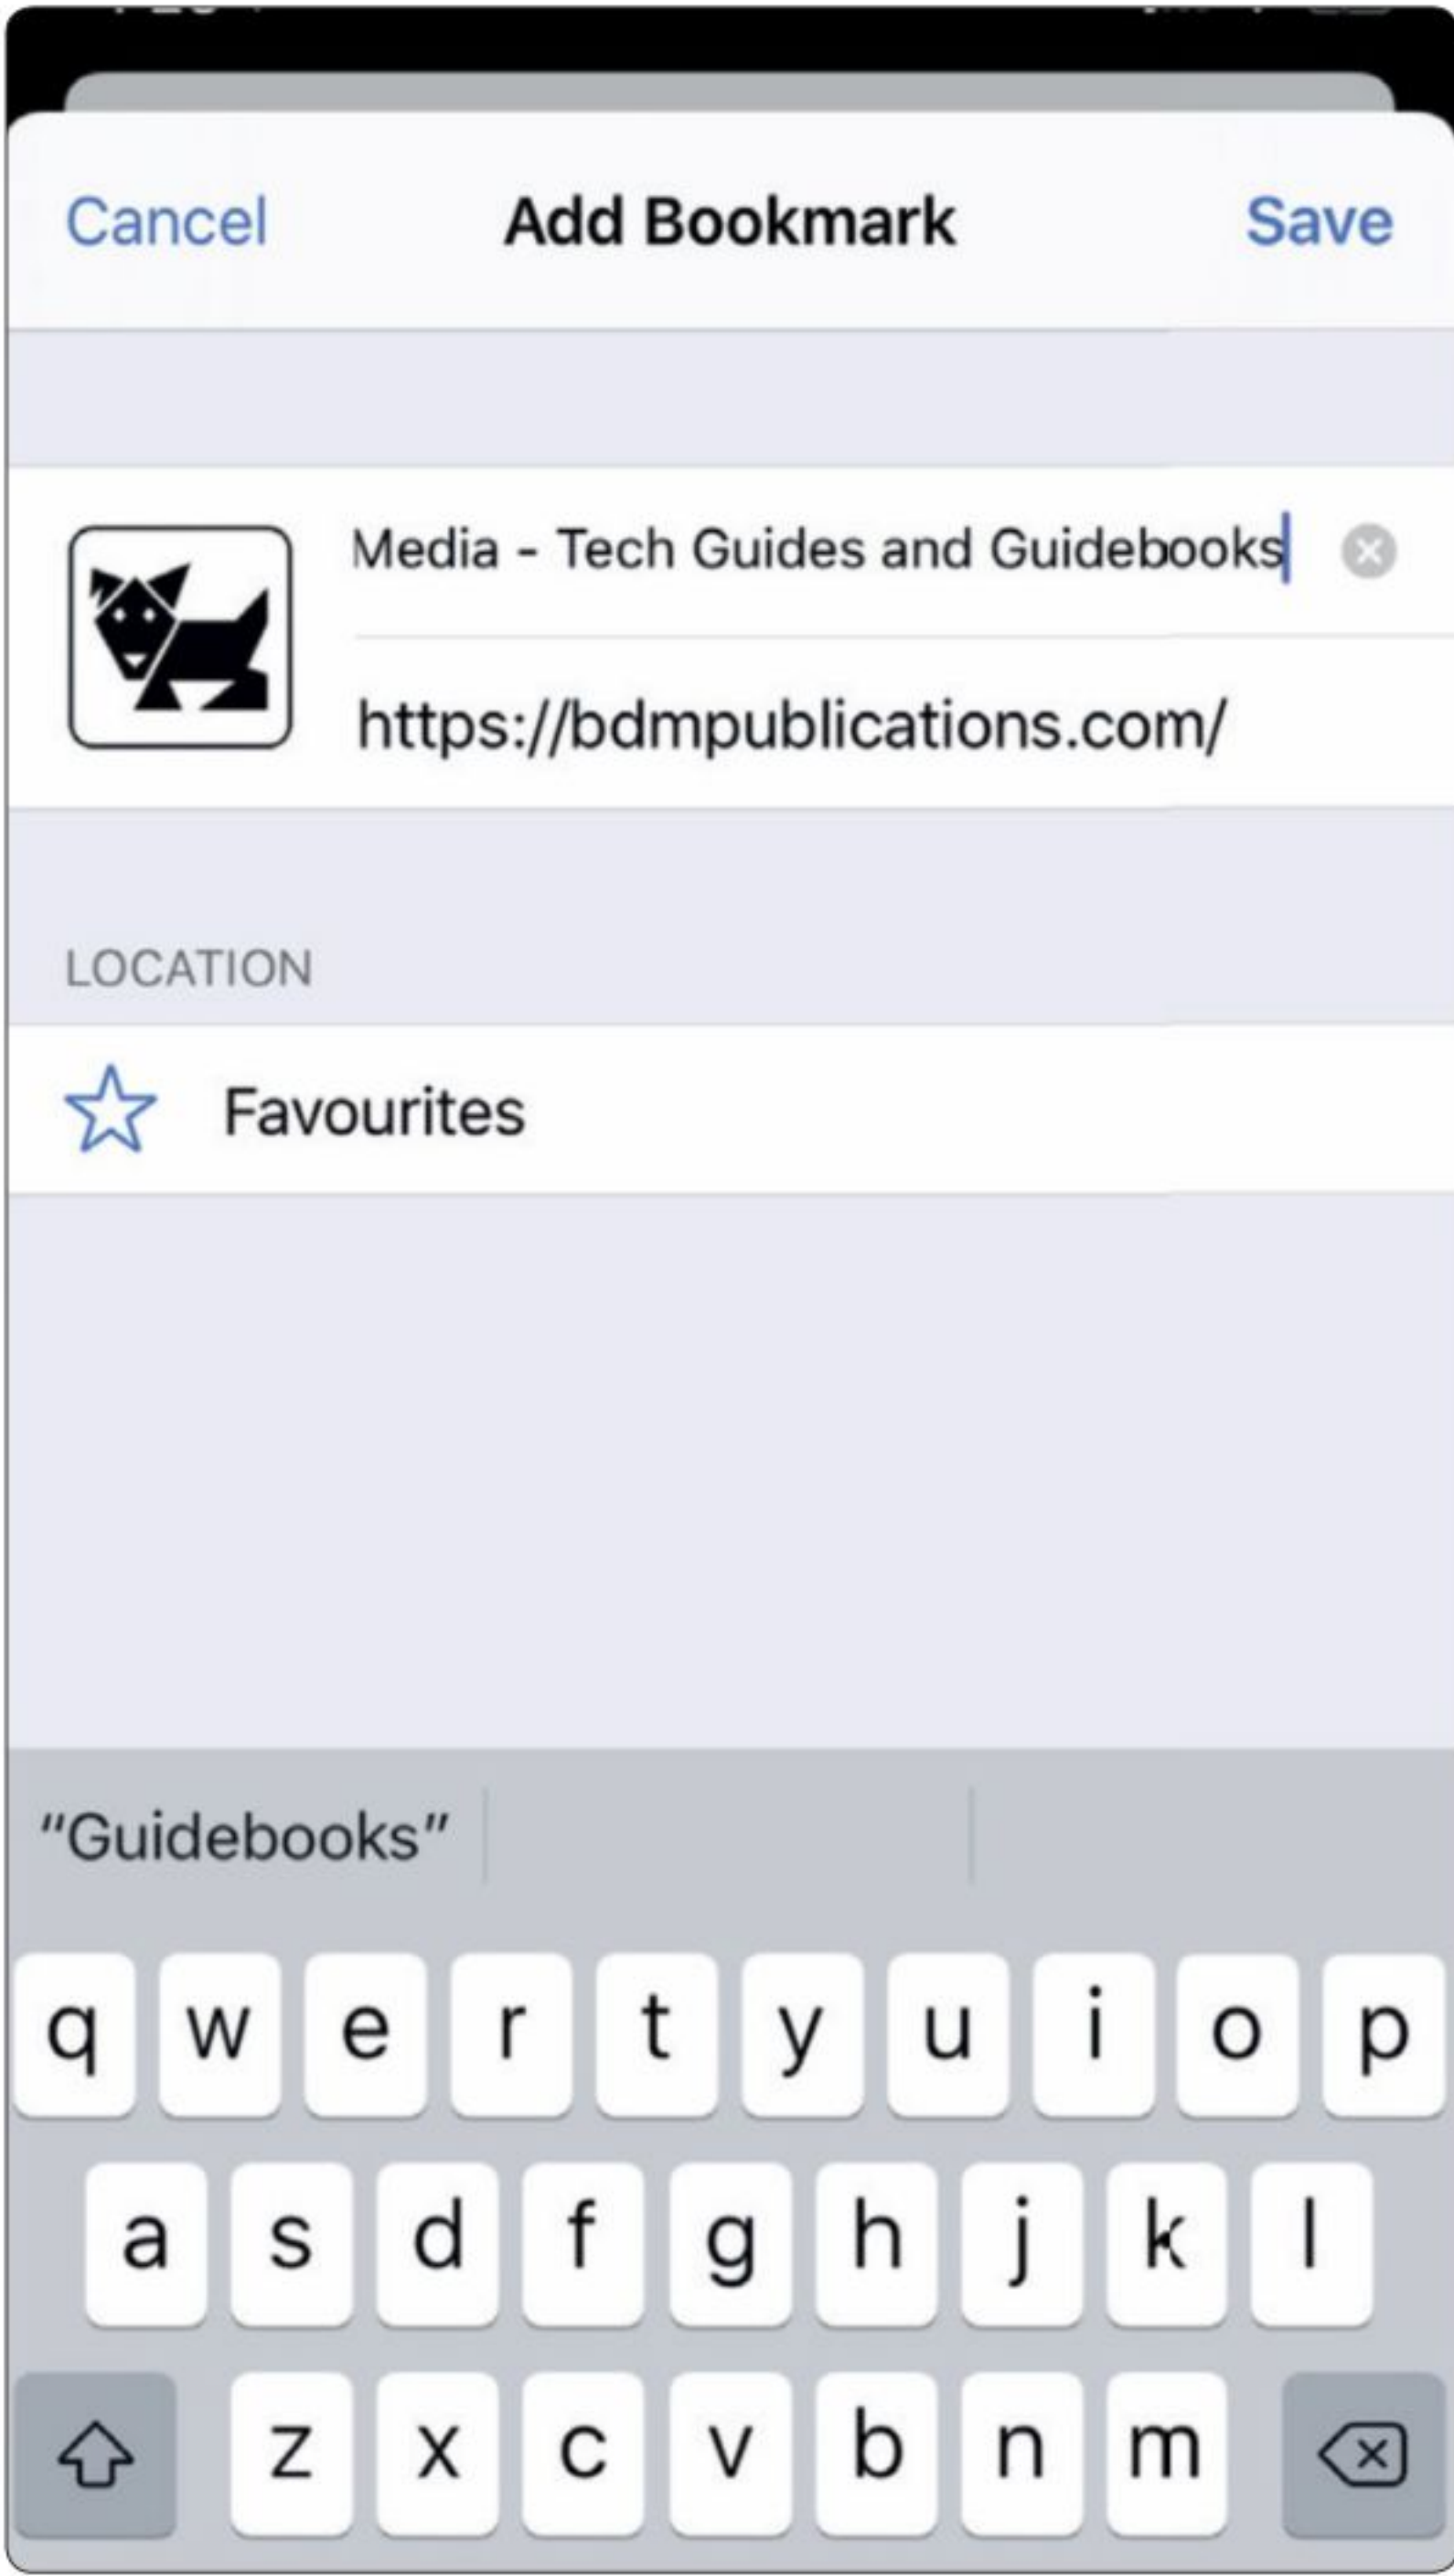 Cancel Add Bookmark Save
Media - Tech Guides and Guidebooks
https://bdmpublications.com/
LOCATION
Favourites
“Guidebooks”
q w e r t y u i o p
a s d f g h j k l
z x c v b n m